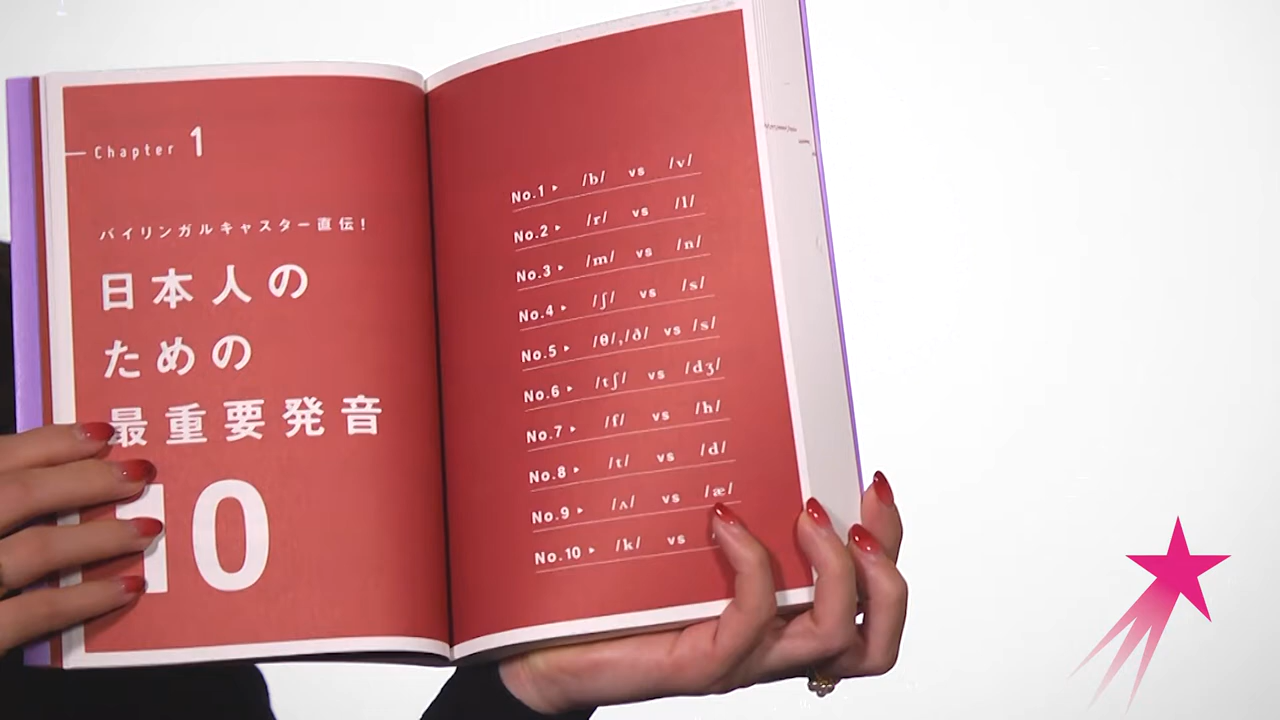 Chapter 1
バイリンガルキャスター直伝!
日本人の
ための
最重要発音
10
No.1 ▸ /b/ vs /v/
No.2 ▸ /r/ vs /l/
No.3 ▸ /m/ vs /n/
No.4 ▸ /ʃ/ vs /s/
No.5 ▸ /θ/,/ð/ vs /s/
No.6 ▸ /tʃ/ vs /dʒ/
No.7 ▸ /f/ vs /h/
No.8 ▸ /t/ vs /d/
No.9 ▸ /ʌ/ vs /æ/
No.10 ▸ /k/ vs